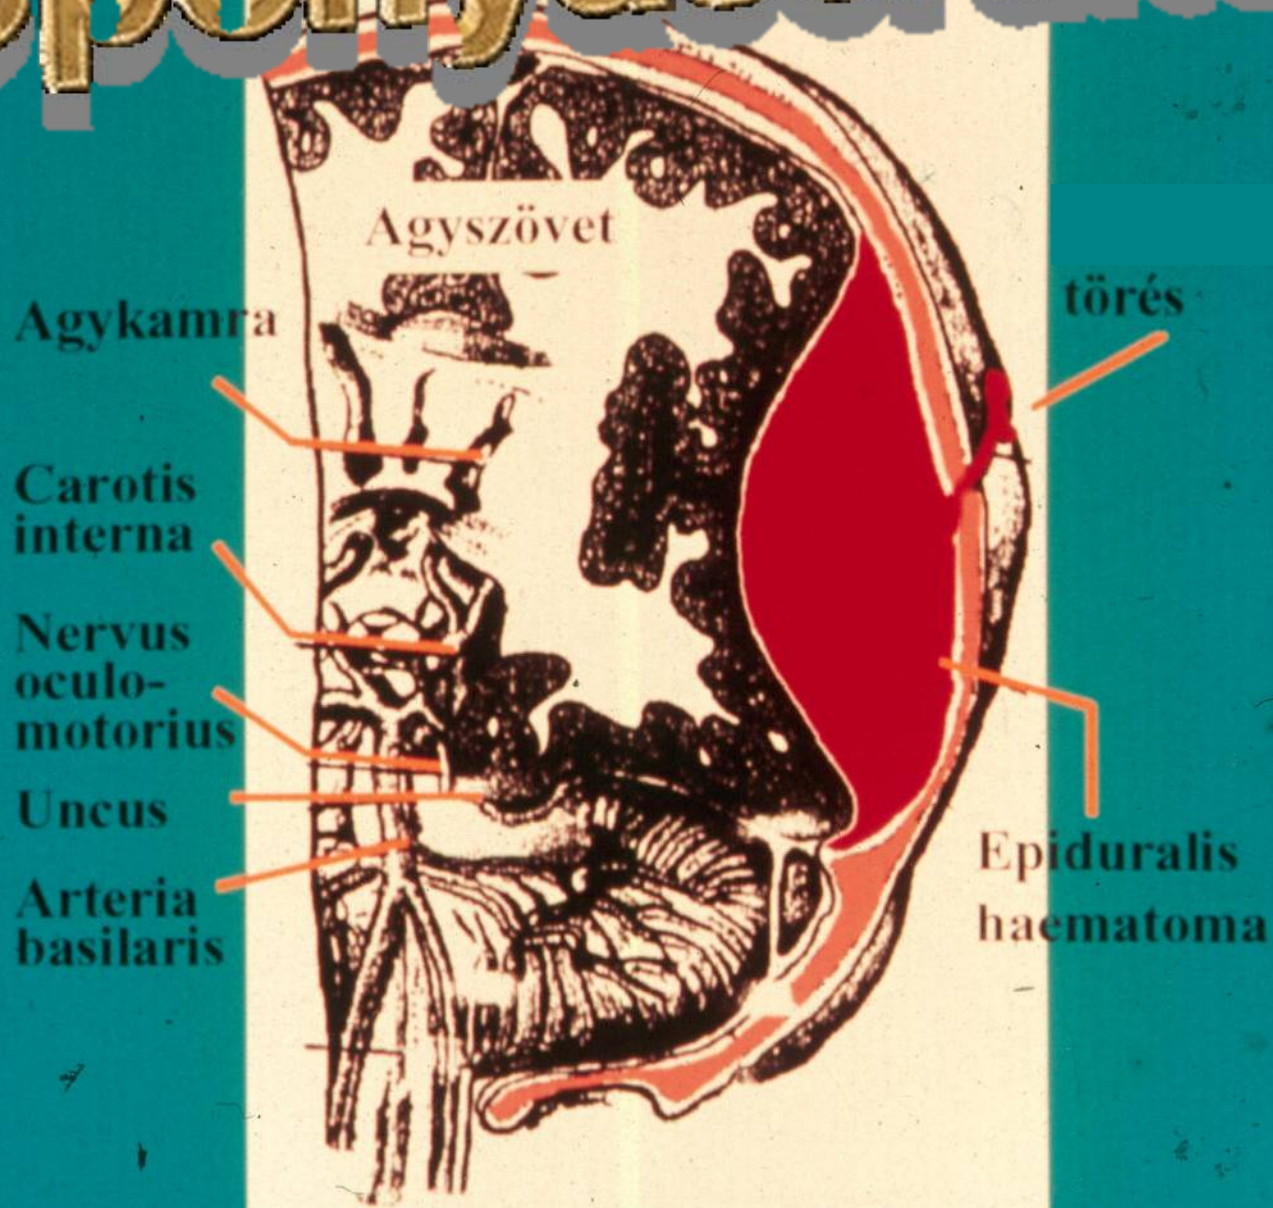 Agyszövet
Agykamra
törés
Carotis
interna
Nervus
oculo-
motorius
Uncus
Arteria
basilaris
Epiduralis
haematoma